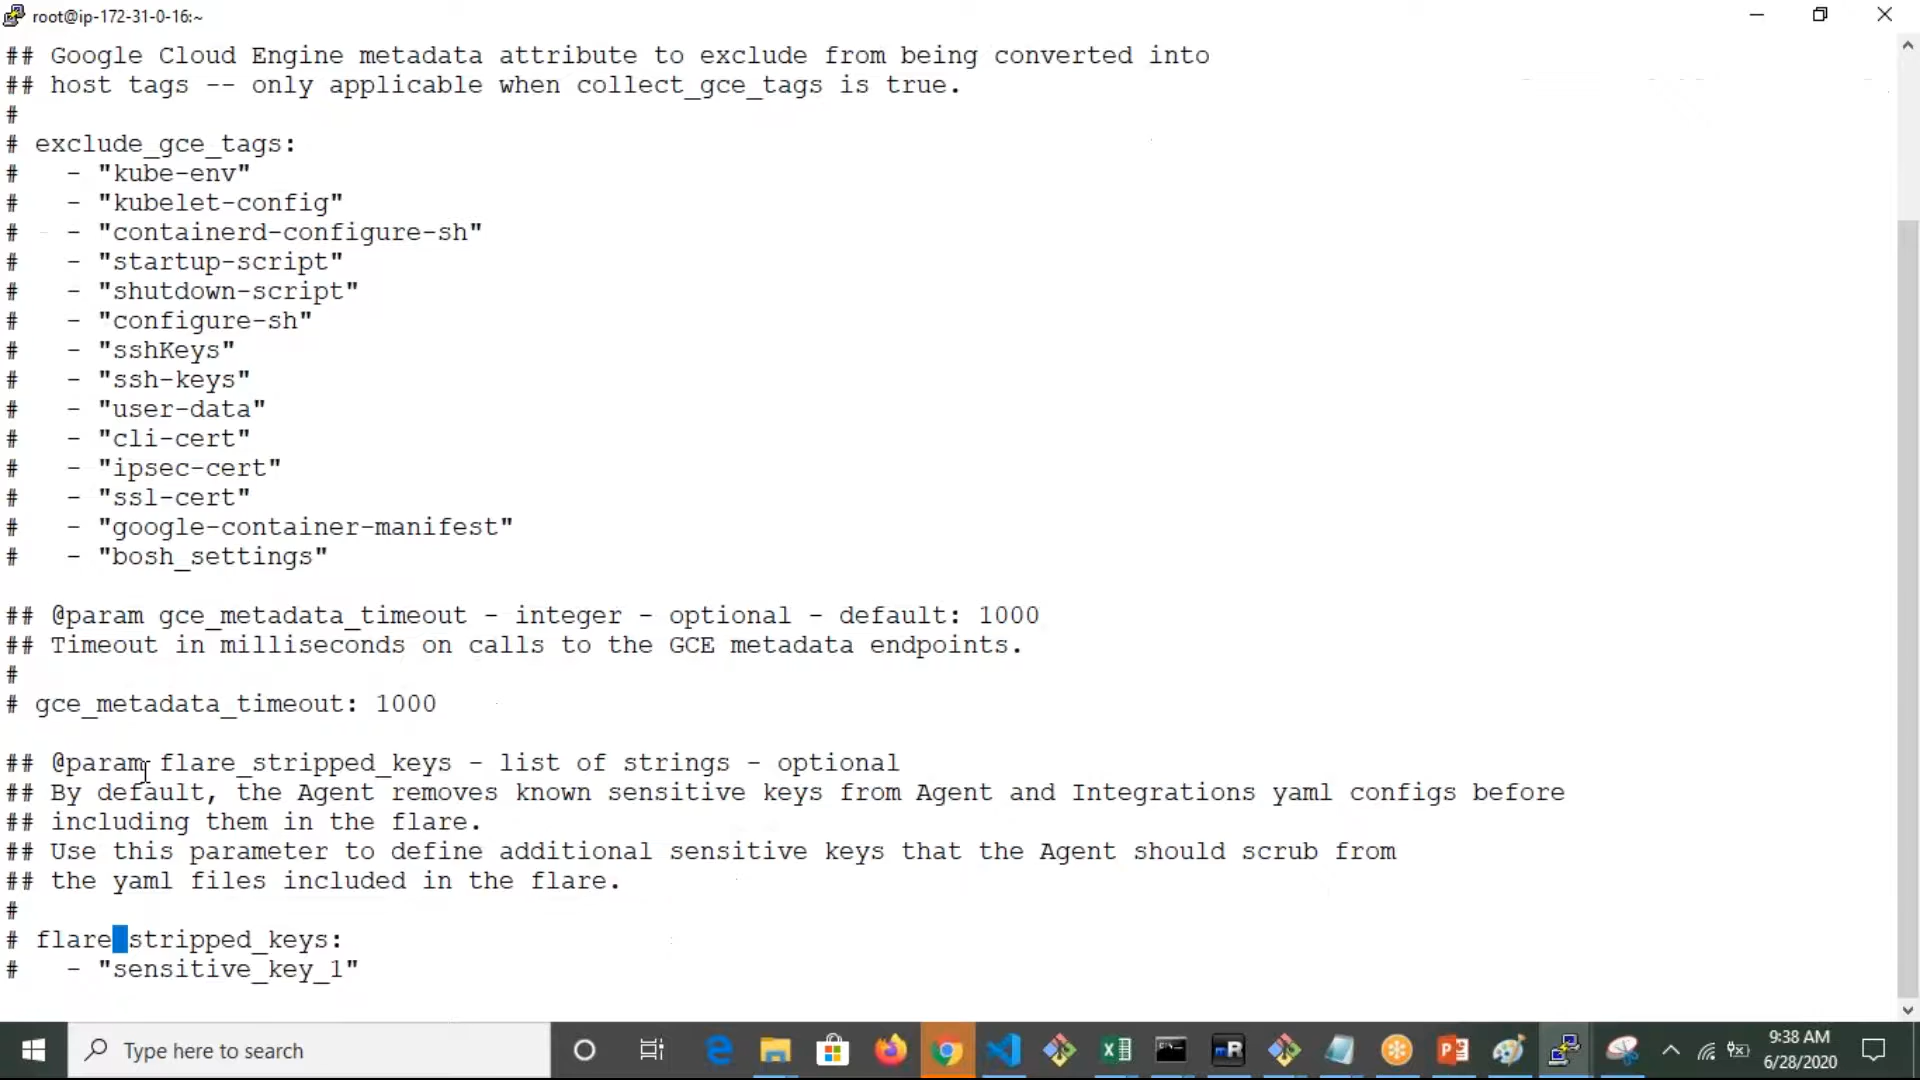 root@ip-172-31-0-16:~
## Google Cloud Engine metadata attribute to exclude from being converted into
## host tags -- only applicable when collect_gce_tags is true.
#
# exclude_gce_tags:
#   - "kube-env"
#   - "kubelet-config"
#   - "containerd-configure-sh"
#   - "startup-script"
#   - "shutdown-script"
#   - "configure-sh"
#   - "sshKeys"
#   - "ssh-keys"
#   - "user-data"
#   - "cli-cert"
#   - "ipsec-cert"
#   - "ssl-cert"
#   - "google-container-manifest"
#   - "bosh_settings"
## @param gce_metadata_timeout - integer - optional - default: 1000
## Timeout in milliseconds on calls to the GCE metadata endpoints.
#
# gce_metadata_timeout: 1000
## @param flare_stripped_keys - list of strings - optional
## By default, the Agent removes known sensitive keys from Agent and Integrations yaml configs before
## including them in the flare.
## Use this parameter to define additional sensitive keys that the Agent should scrub from
## the yaml files included in the flare.
#
# flare stripped_keys:
#   - "sensitive_key_1"
Type here to search
9:38 AM
6/28/2020